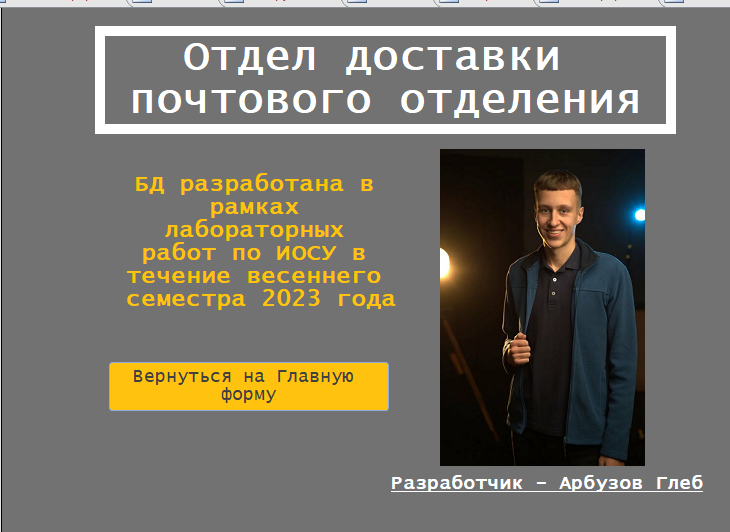 Отдел доставки
почтового отделения
БД разработана в
рамках
лабораторных
работ по ИОСУ в
течение весеннего
семестра 2023 года
Вернуться на Главную
форму
Разработчик - Арбузов Глеб